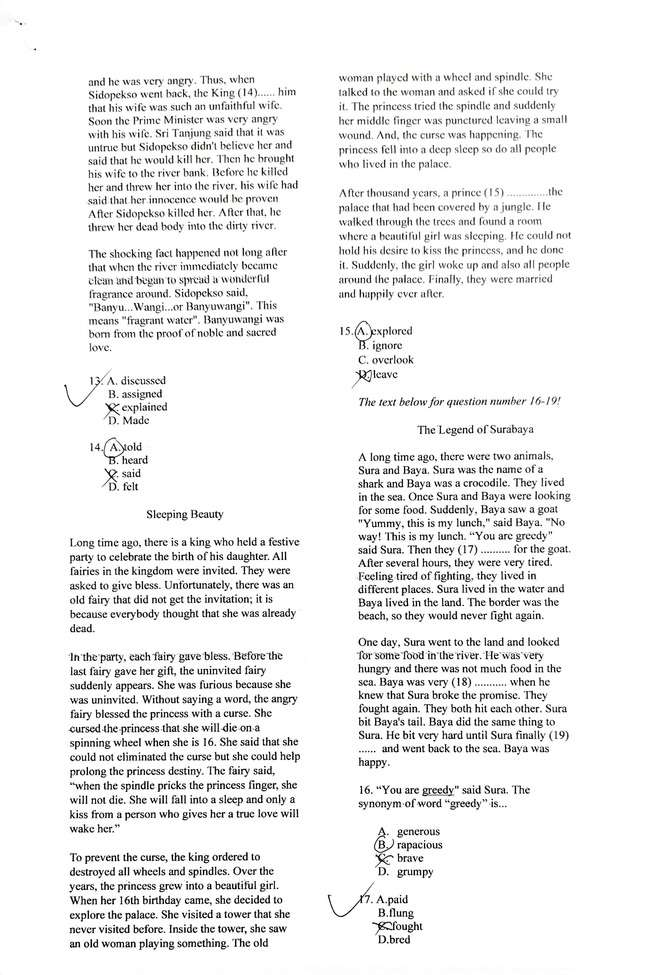 and he was very angry. Thus, when
Sidopekso went back, the King (14)...... him
that his wife was such an unfaithful wife.
Soon the Prime Minister was very angry
with his wife. Sri Tanjung said that it was
untrue but Sidopekso didn't believe her and
said that he would kill her. Then he brought
his wife to the river bank. Before he killed
her and threw her into the river, his wife had
said that her innocence would be proven
After Sidopekso killed her. After that, he
threw her dead body into the dirty river.
The shocking fact happened not long after
that when the river immediately became
clean and began to spread a wonderful
fragrance around. Sidopekso said,
"Banyu...Wangi...or Banyuwangi". This
means "fragrant water". Banyuwangi was
born from the proof of noble and sacred
love.
13. A. discussed
B. assigned
C. explained
D. Made
14. A. told
B. heard
C. said
D. felt
Sleeping Beauty
Long time ago, there is a king who held a festive
party to celebrate the birth of his daughter. All
fairies in the kingdom were invited. They were
asked to give bless. Unfortunately, there was an
old fairy that did not get the invitation; it is
because everybody thought that she was already
dead.
In the party, each fairy gave bless. Before the
last fairy gave her gift, the uninvited fairy
suddenly appears. She was furious because she
was uninvited. Without saying a word, the angry
fairy blessed the princess with a curse. She
cursed the princess that she will die on a
spinning wheel when she is 16. She said that she
could not eliminated the curse but she could help
prolong the princess destiny. The fairy said,
“when the spindle pricks the princess finger, she
will not die. She will fall into a sleep and only a
kiss from a person who gives her a true love will
wake her.”
To prevent the curse, the king ordered to
destroyed all wheels and spindles. Over the
years, the princess grew into a beautiful girl.
When her 16th birthday came, she decided to
explore the palace. She visited a tower that she
never visited before. Inside the tower, she saw
an old woman playing something. The old
woman played with a wheel and spindle. She
talked to the woman and asked if she could try
it. The princess tried the spindle and suddenly
her middle finger was punctured leaving a small
wound. And, the curse was happening. The
princess fell into a deep sleep so do all people
who lived in the palace.
After thousand years, a prince (15) ..............the
palace that had been covered by a jungle. He
walked through the trees and found a room
where a beautiful girl was sleeping. He could not
hold his desire to kiss the princess, and he done
it. Suddenly, the girl woke up and also all people
around the palace. Finally, they were married
and happily ever after.
15. A. explored
B. ignore
C. overlook
D. leave
The text below for question number 16-19!
The Legend of Surabaya
A long time ago, there were two animals,
Sura and Baya. Sura was the name of a
shark and Baya was a crocodile. They lived
in the sea. Once Sura and Baya were looking
for some food. Suddenly, Baya saw a goat
"Yummy, this is my lunch," said Baya. "No
way! This is my lunch. “You are greedy”
said Sura. Then they (17) .......... for the goat.
After several hours, they were very tired.
Feeling tired of fighting, they lived in
different places. Sura lived in the water and
Baya lived in the land. The border was the
beach, so they would never fight again.
One day, Sura went to the land and looked
for some food in the river. He was very
hungry and there was not much food in the
sea. Baya was very (18) ........... when he
knew that Sura broke the promise. They
fought again. They both hit each other. Sura
bit Baya's tail. Baya did the same thing to
Sura. He bit very hard until Sura finally (19)
...... and went back to the sea. Baya was
happy.
16. "You are greedy" said Sura. The
synonym of word “greedy” is...
A. generous
B. rapacious
C. brave
D. grumpy
17. A.paid
B.flung
C.fought
D.bred